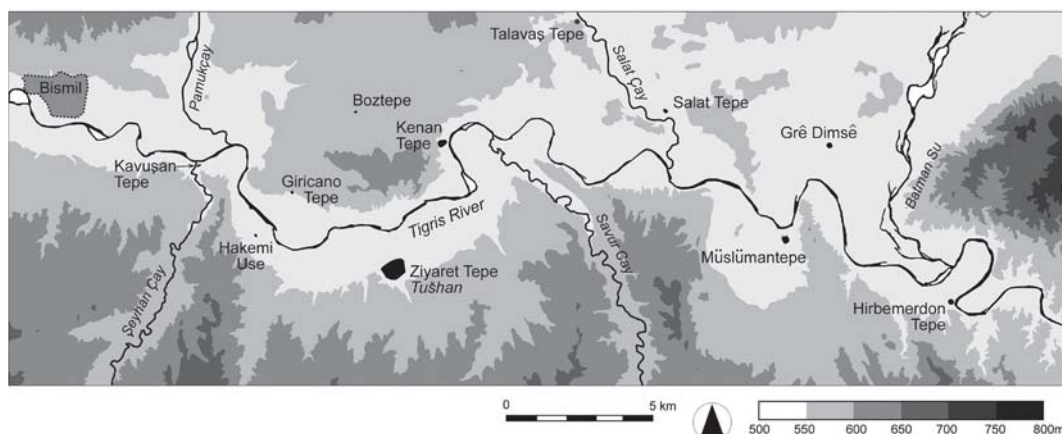 Talavaş Tepe
Bismil
Pamukçay
Salat Çay
Boztepe
Salat Tepe
Kenan
Tepe
Grê Dimsê
Batman Su
Kavuşan
Tepe
Giricano
Tepe
Tigris River
Hakemi
Use
Ziyaret Tepe
Tušhan
Seyhan Çay
Savur Çay
Müslümantepe
Hirbemerdon
Tepe
0 5 km
500 550 600 650 700 750 800m